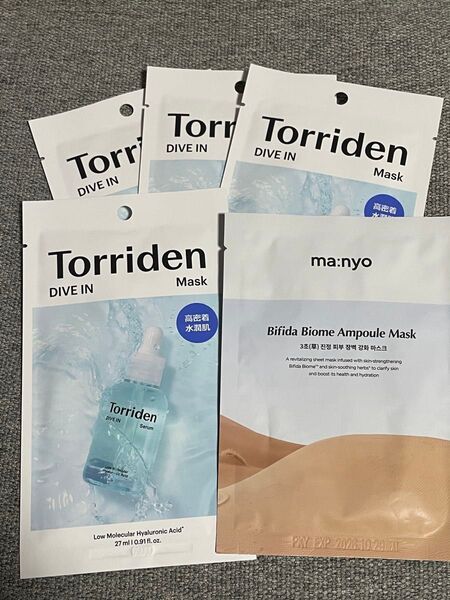 Torriden
DIVE IN
Torriden
DIVE IN
Torriden
DIVE IN
Mask
高密着
水潤肌
Torriden
DIVE IN
Mask
高密着
水潤肌
Torriden
DIVE IN
Serum
Low Molecular Hyaluronic Acid
27 ml | 0.91 fl. oz.
ma:nyo
Bifida Biome Ampoule Mask
3초(草) 진정 피부 장벽 강화 마스크
A revitalizing sheet mask infused with skin-strengthening
Bifida Biome™ and skin-soothing herbs* to clarify skin
and boost its health and hydration